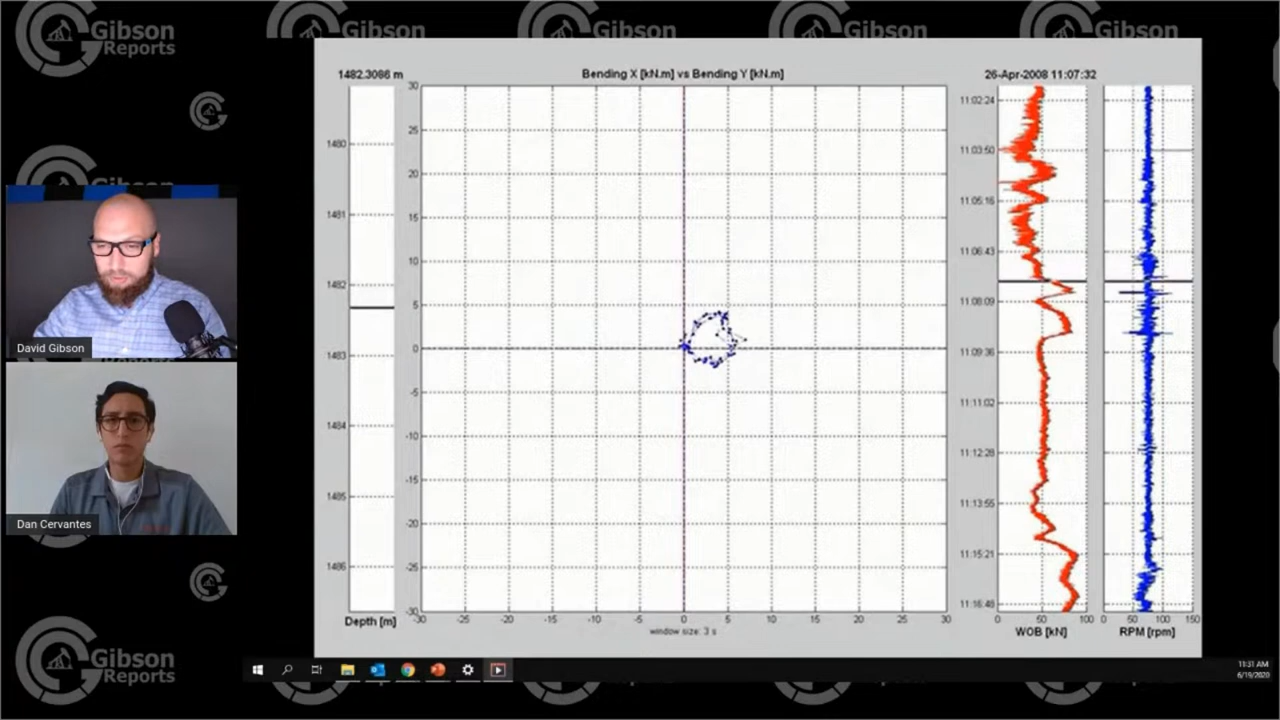 Gibson
Reports
Gibson
Gibson
Gibson
Gibson
1482.3086 m
Bending X [kN.m] vs Bending Y [kN.m]
26-Apr-2008 11:07:32
30
25
20
15
10
5
0
-5
-10
-15
-20
-25
-30
1480
1481
1482
1483
1484
1485
1486
Depth [m]
-30 -25 -20 -15 -10 -5 0 5 10 15 20 25 30
window size: 3 s
11:02:24
11:03:50
11:05:16
11:06:43
11:08:09
11:09:36
11:11:02
11:12:28
11:13:55
11:15:21
11:16:48
0 50 100
WOB [kN]
0 50 100 150
RPM [rpm]
Gibson
David Gibson
Dan Cervantes
Gibson
Reports
11:31 AM
6/19/2020